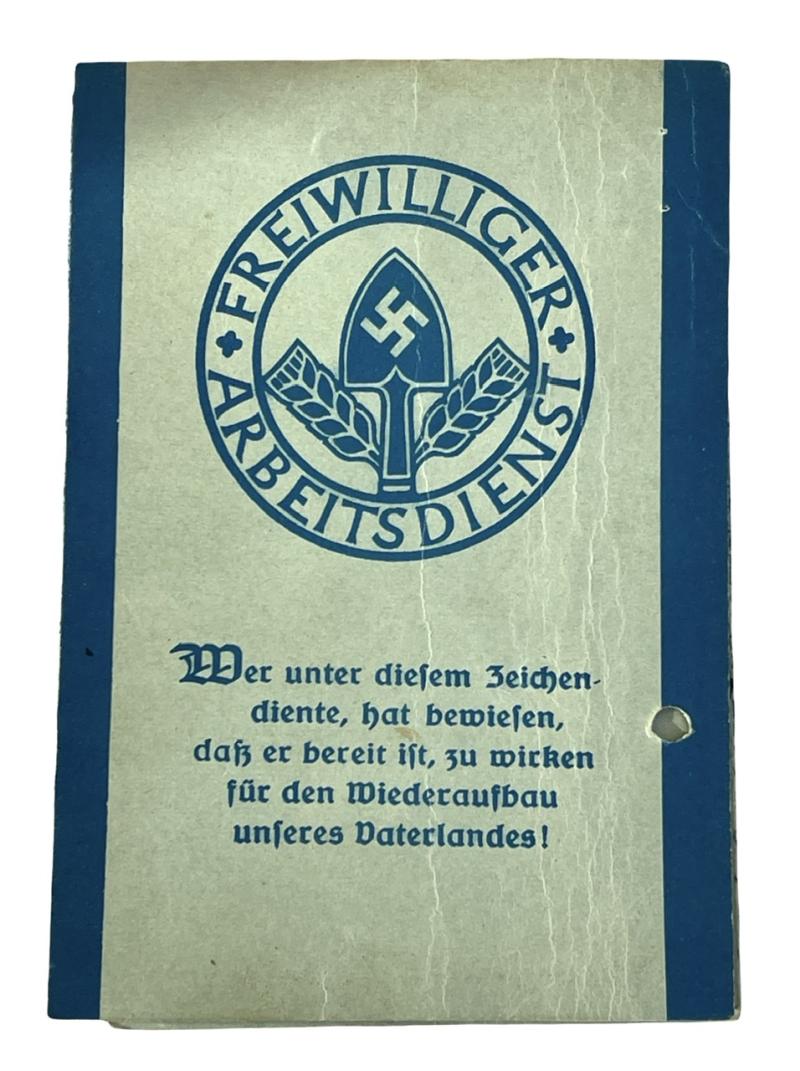 FREIWILLIGER
ARBEITSDIENST
Wer unter diesem Zeichen-
diente, hat bewiesen,
daß er bereit ist, zu wirken
für den Wiederaufbau
unseres Vaterlandes!